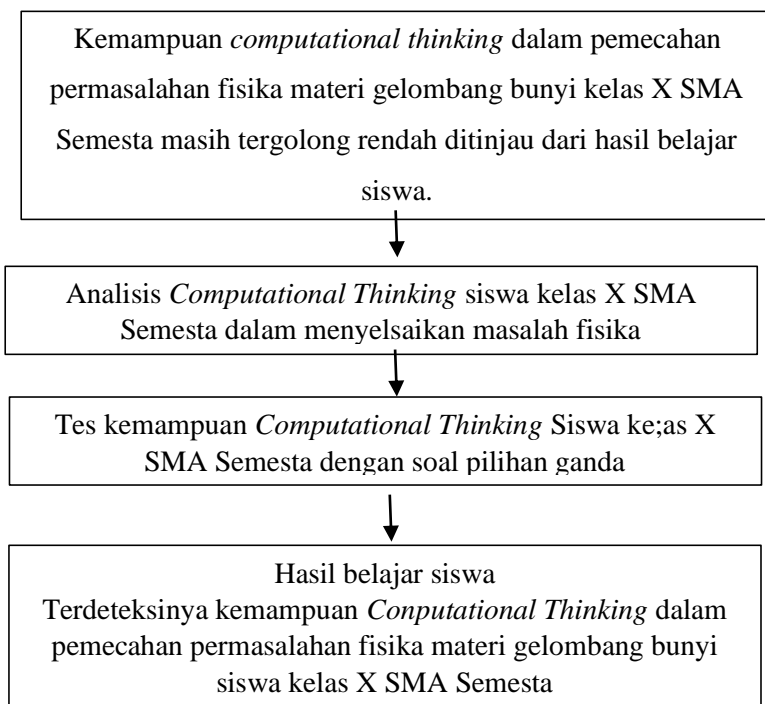 Kemampuan computational thinking dalam pemecahan
permasalahan fisika materi gelombang bunyi kelas X SMA
Semesta masih tergolong rendah ditinjau dari hasil belajar
siswa.
Analisis Computational Thinking siswa kelas X SMA
Semesta dalam menyelsaikan masalah fisika
Tes kemampuan Computational Thinking Siswa ke;as X
SMA Semesta dengan soal pilihan ganda
Hasil belajar siswa
Terdeteksinya kemampuan Conputational Thinking dalam
pemecahan permasalahan fisika materi gelombang bunyi
siswa kelas X SMA Semesta